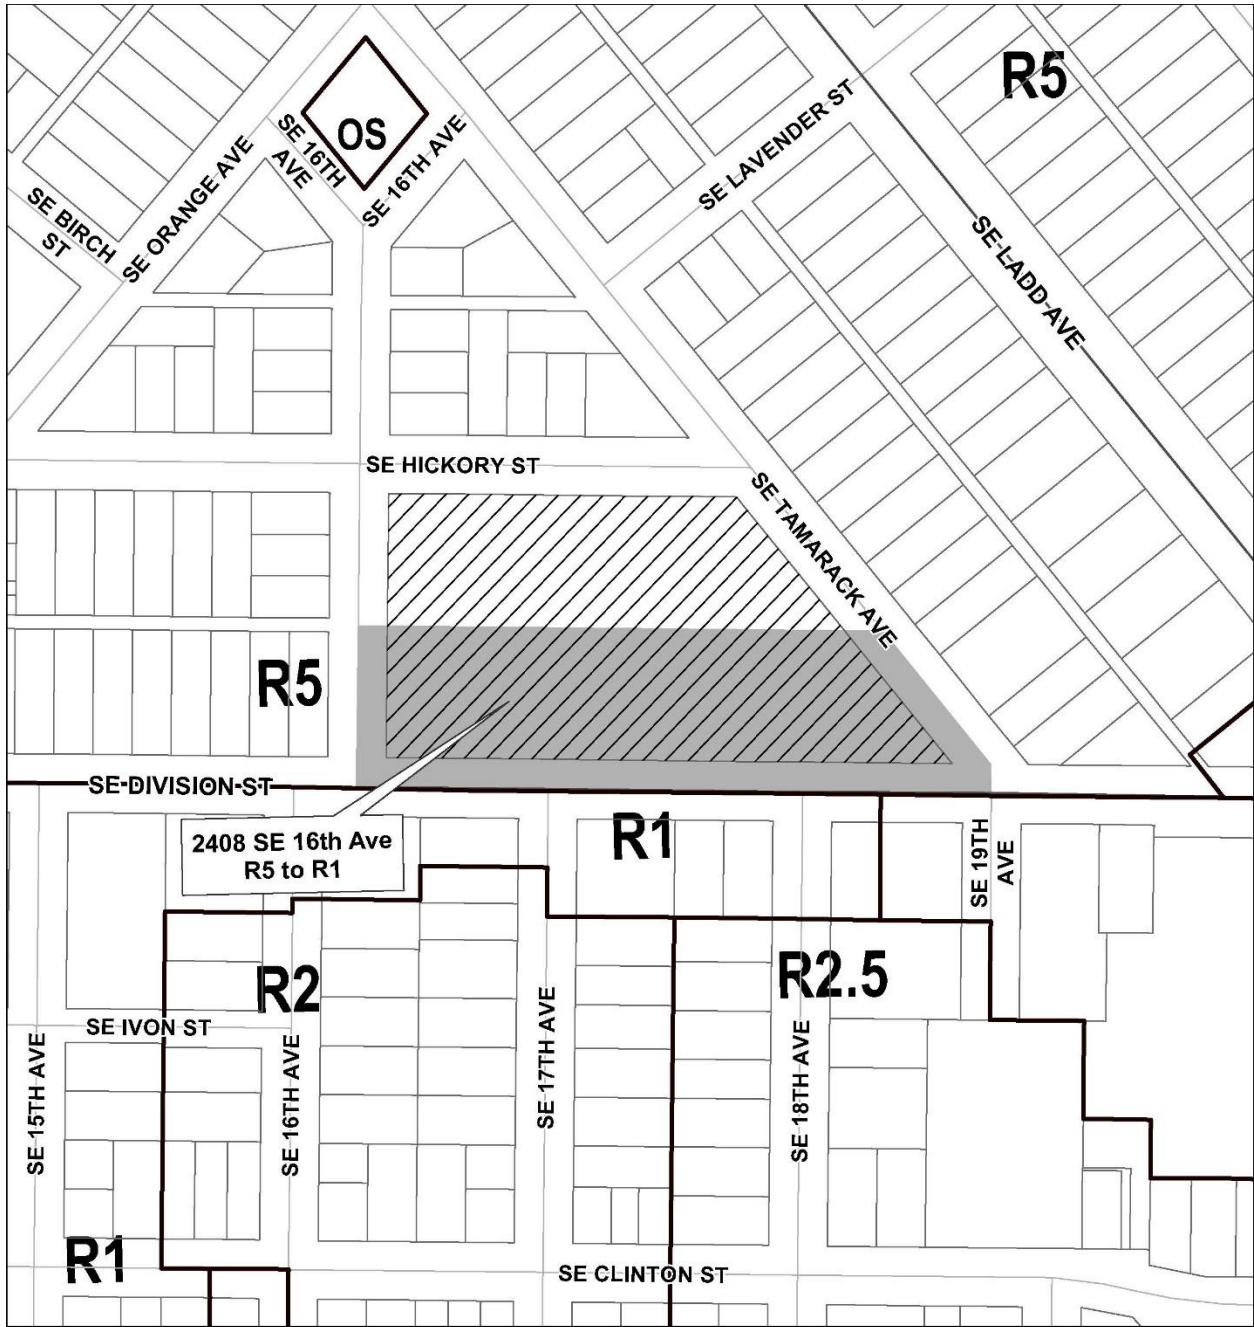 R5
OS
SE 16TH
AVE
SE 16TH AVE
SE ORANGE AVE
SE BIRCH
ST
SE LAVENDER ST
SE LADD AVE
SE HICKORY ST
SE TAMARACK AVE
R5
SE DIVISION ST
2408 SE 16th Ave
R5 to R1
R1
SE 19TH
AVE
R2
R2.5
SE IVON ST
SE 15TH AVE
SE 16TH AVE
SE 17TH AVE
SE 18TH AVE
R1
SE CLINTON ST